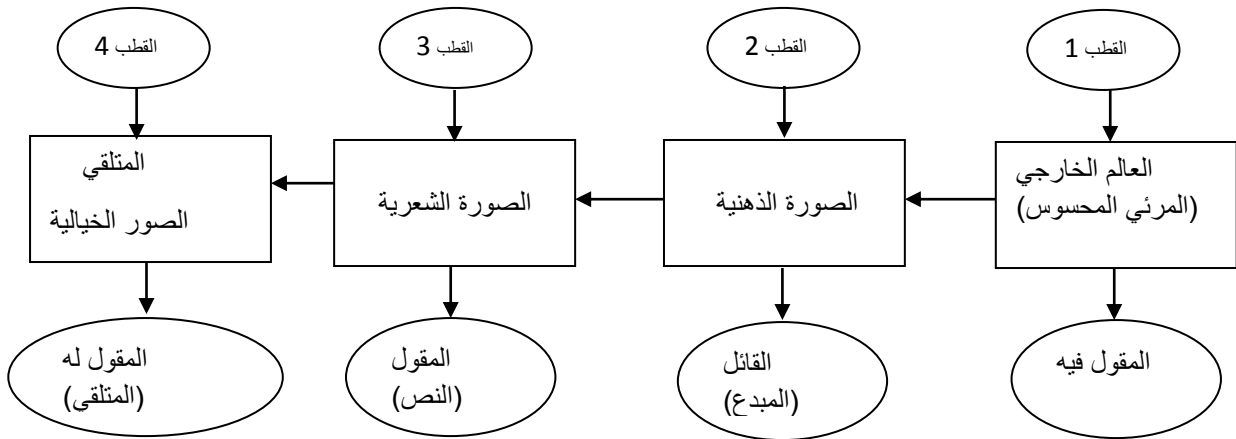 القطب 1
القطب 2
القطب 3
القطب 4
العالم الخارجي
(المرئي المحسوس)
الصورة الذهنية
الصورة الشعرية
المتلقي
الصور الخيالية
المقول فيه
القائل
(المبدع)
المقول
(النص)
المقول له
(المتلقي)